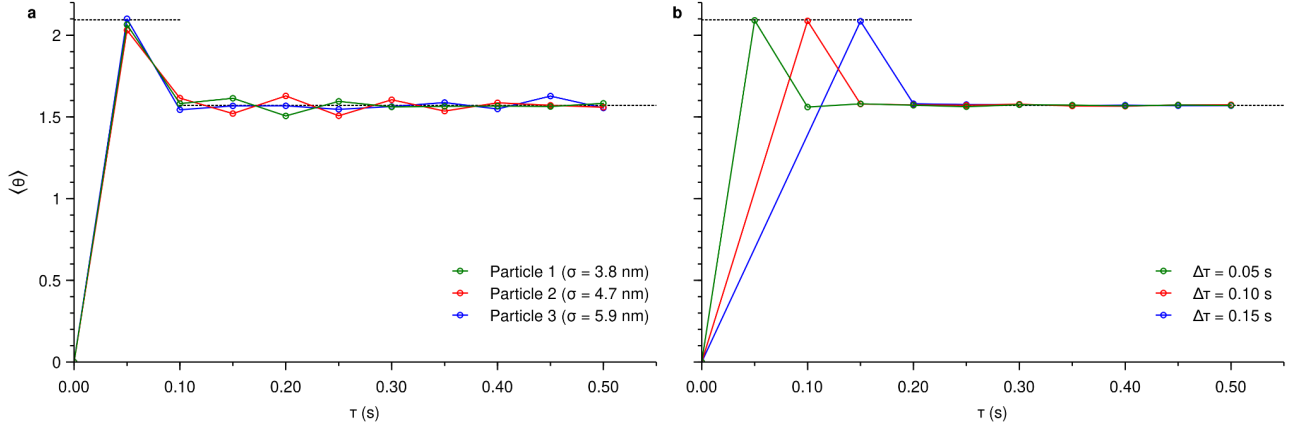 a
2
1.5
1
0.5
0
⟨θ⟩
0.00
0.10
0.20
0.30
0.40
0.50
τ (s)
Particle 1 (σ = 3.8 nm)
Particle 2 (σ = 4.7 nm)
Particle 3 (σ = 5.9 nm)
b
0.00
0.10
0.20
0.30
0.40
0.50
τ (s)
Δτ = 0.05 s
Δτ = 0.10 s
Δτ = 0.15 s